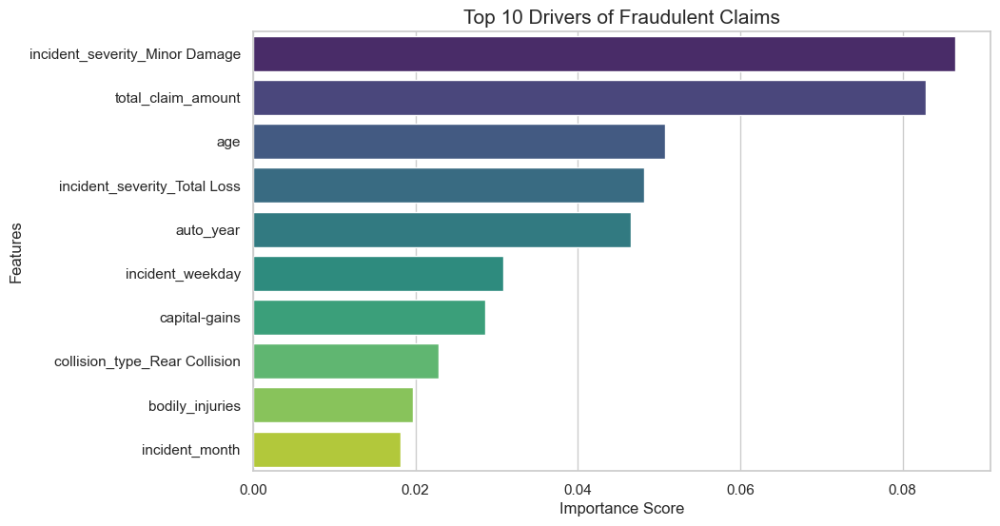 Top 10 Drivers of Fraudulent Claims
Features
incident_severity_Minor Damage
total_claim_amount
age
incident_severity_Total Loss
auto_year
incident_weekday
capital-gains
collision_type_Rear Collision
bodily_injuries
incident_month
0.00 0.02 0.04 0.06 0.08
Importance Score